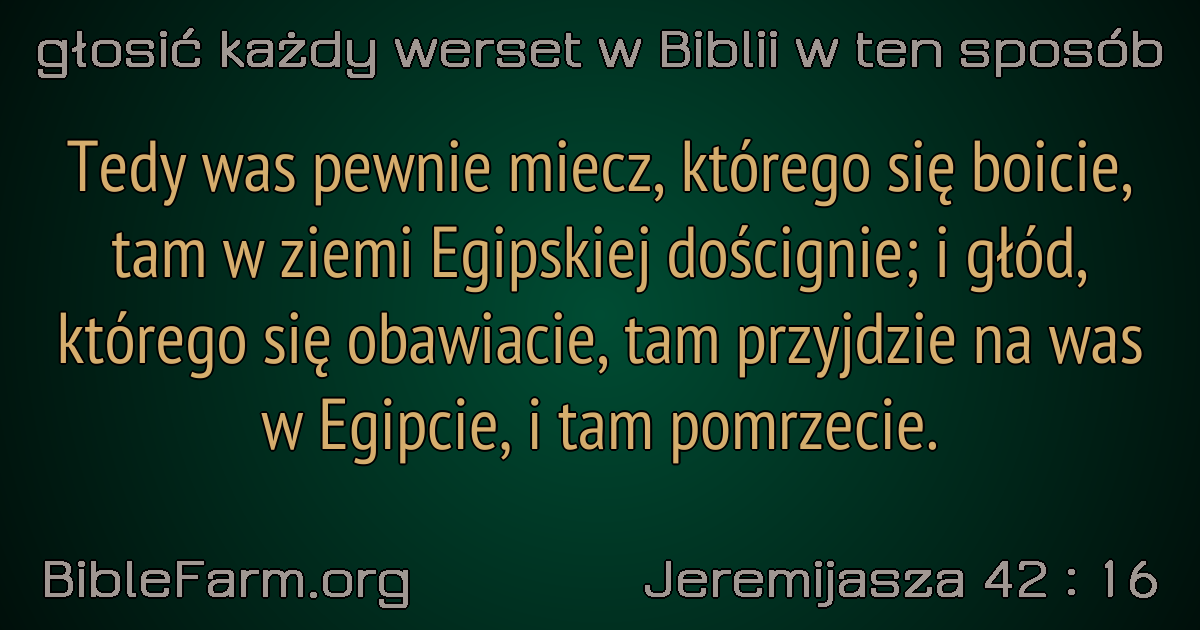 głosić każdy werset w Biblii w ten sposób
Tedy was pewnie miecz, którego się boicie,
tam w ziemi Egipskiej doścignie; i głód,
którego się obawiacie, tam przyjdzie na was
w Egipcie, i tam pomrzecie.
BibleFarm.org
Jeremijasza 42 : 16